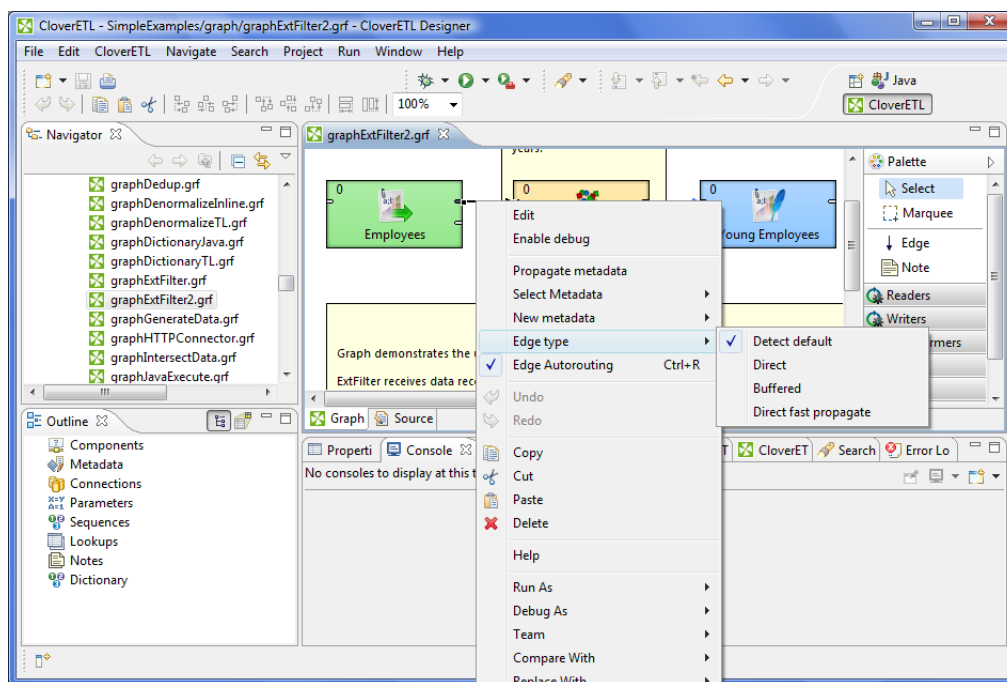 CloverETL - SimpleExamples/graph/graphExtFilter2.grf - CloverETL Designer
File Edit CloverETL Navigate Search Project Run Window Help
Java
100%
CloverETL
Navigator
graphExtFilter2.grf
graphDedup.grf
graphDenormalizeInline.grf
graphDenormalizeTL.grf
graphDictionaryJava.grf
graphDictionaryTL.grf
graphExtFilter.grf
graphExtFilter2.grf
graphGenerateData.grf
graphHTTPConnector.grf
graphIntersectData.grf
graphJavaExecute.grf
years.
0
Employees
0
0
Young Employees
Graph demonstrates the
ExtFilter receives data rec
Palette
Select
Marquee
Edge
Note
Readers
Writers
rmers
Edit
Enable debug
Propagate metadata
Select Metadata
New metadata
Edge type
Edge Autorouting Ctrl+R
Undo
Redo
Copy
Cut
Paste
Delete
Help
Run As
Debug As
Team
Compare With
Replace With
Detect default
Direct
Buffered
Direct fast propagate
Graph Source
Outline
Components
Metadata
Connections
Parameters
Sequences
Lookups
Notes
Dictionary
Properti Console T CloverET Search Error Lo
No consoles to display at this t